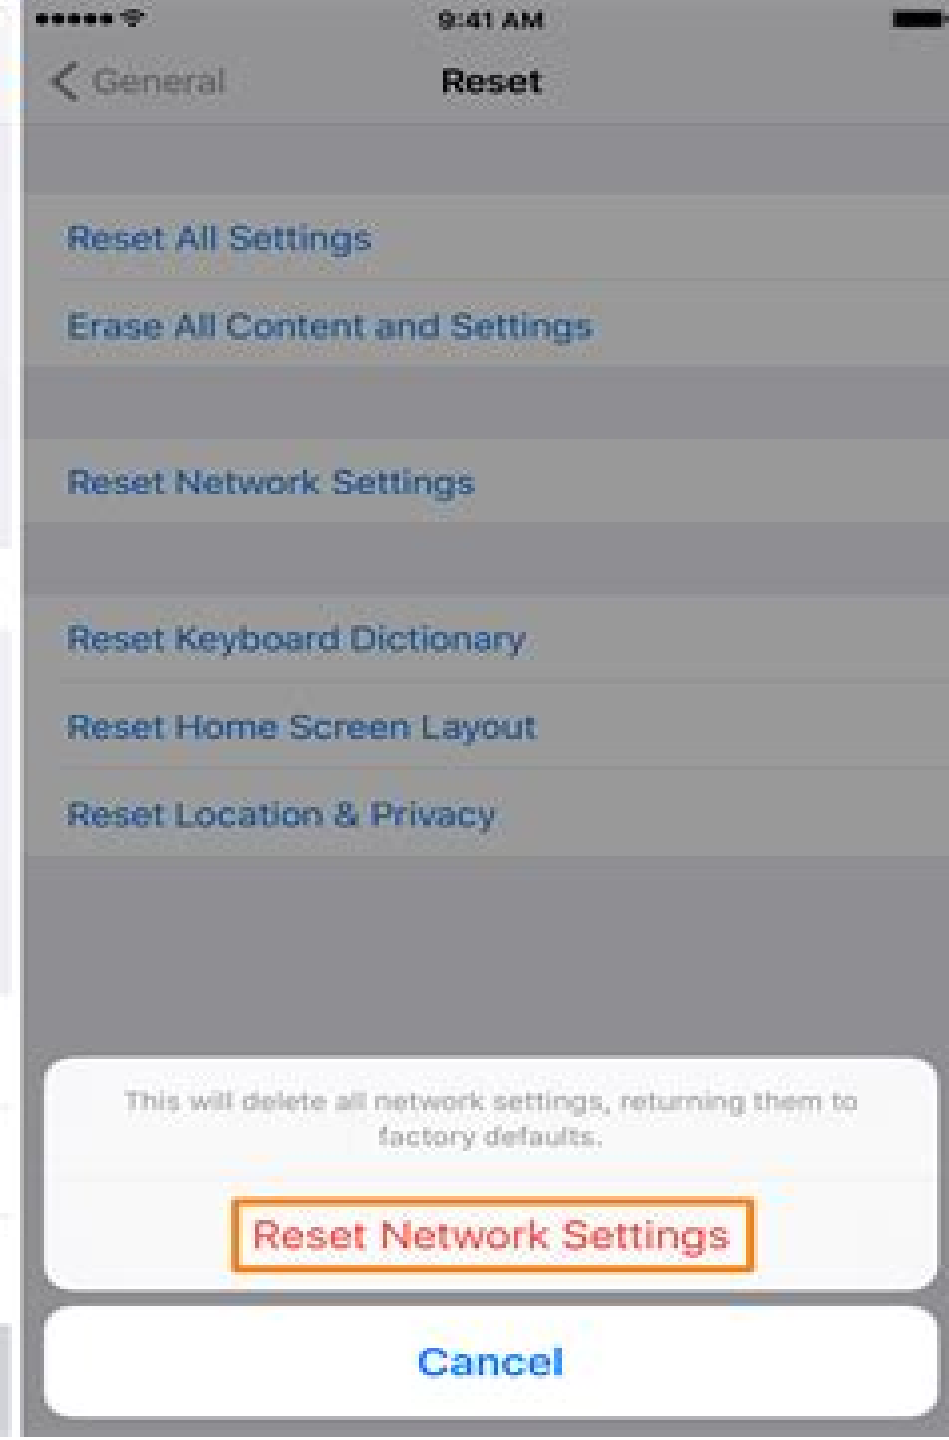 9:41 AM
General
Reset
Reset All Settings
Erase All Content and Settings
Reset Network Settings
Reset Keyboard Dictionary
Reset Home Screen Layout
Reset Location & Privacy
This will delete all network settings, returning them to
factory defaults.
Reset Network Settings
Cancel